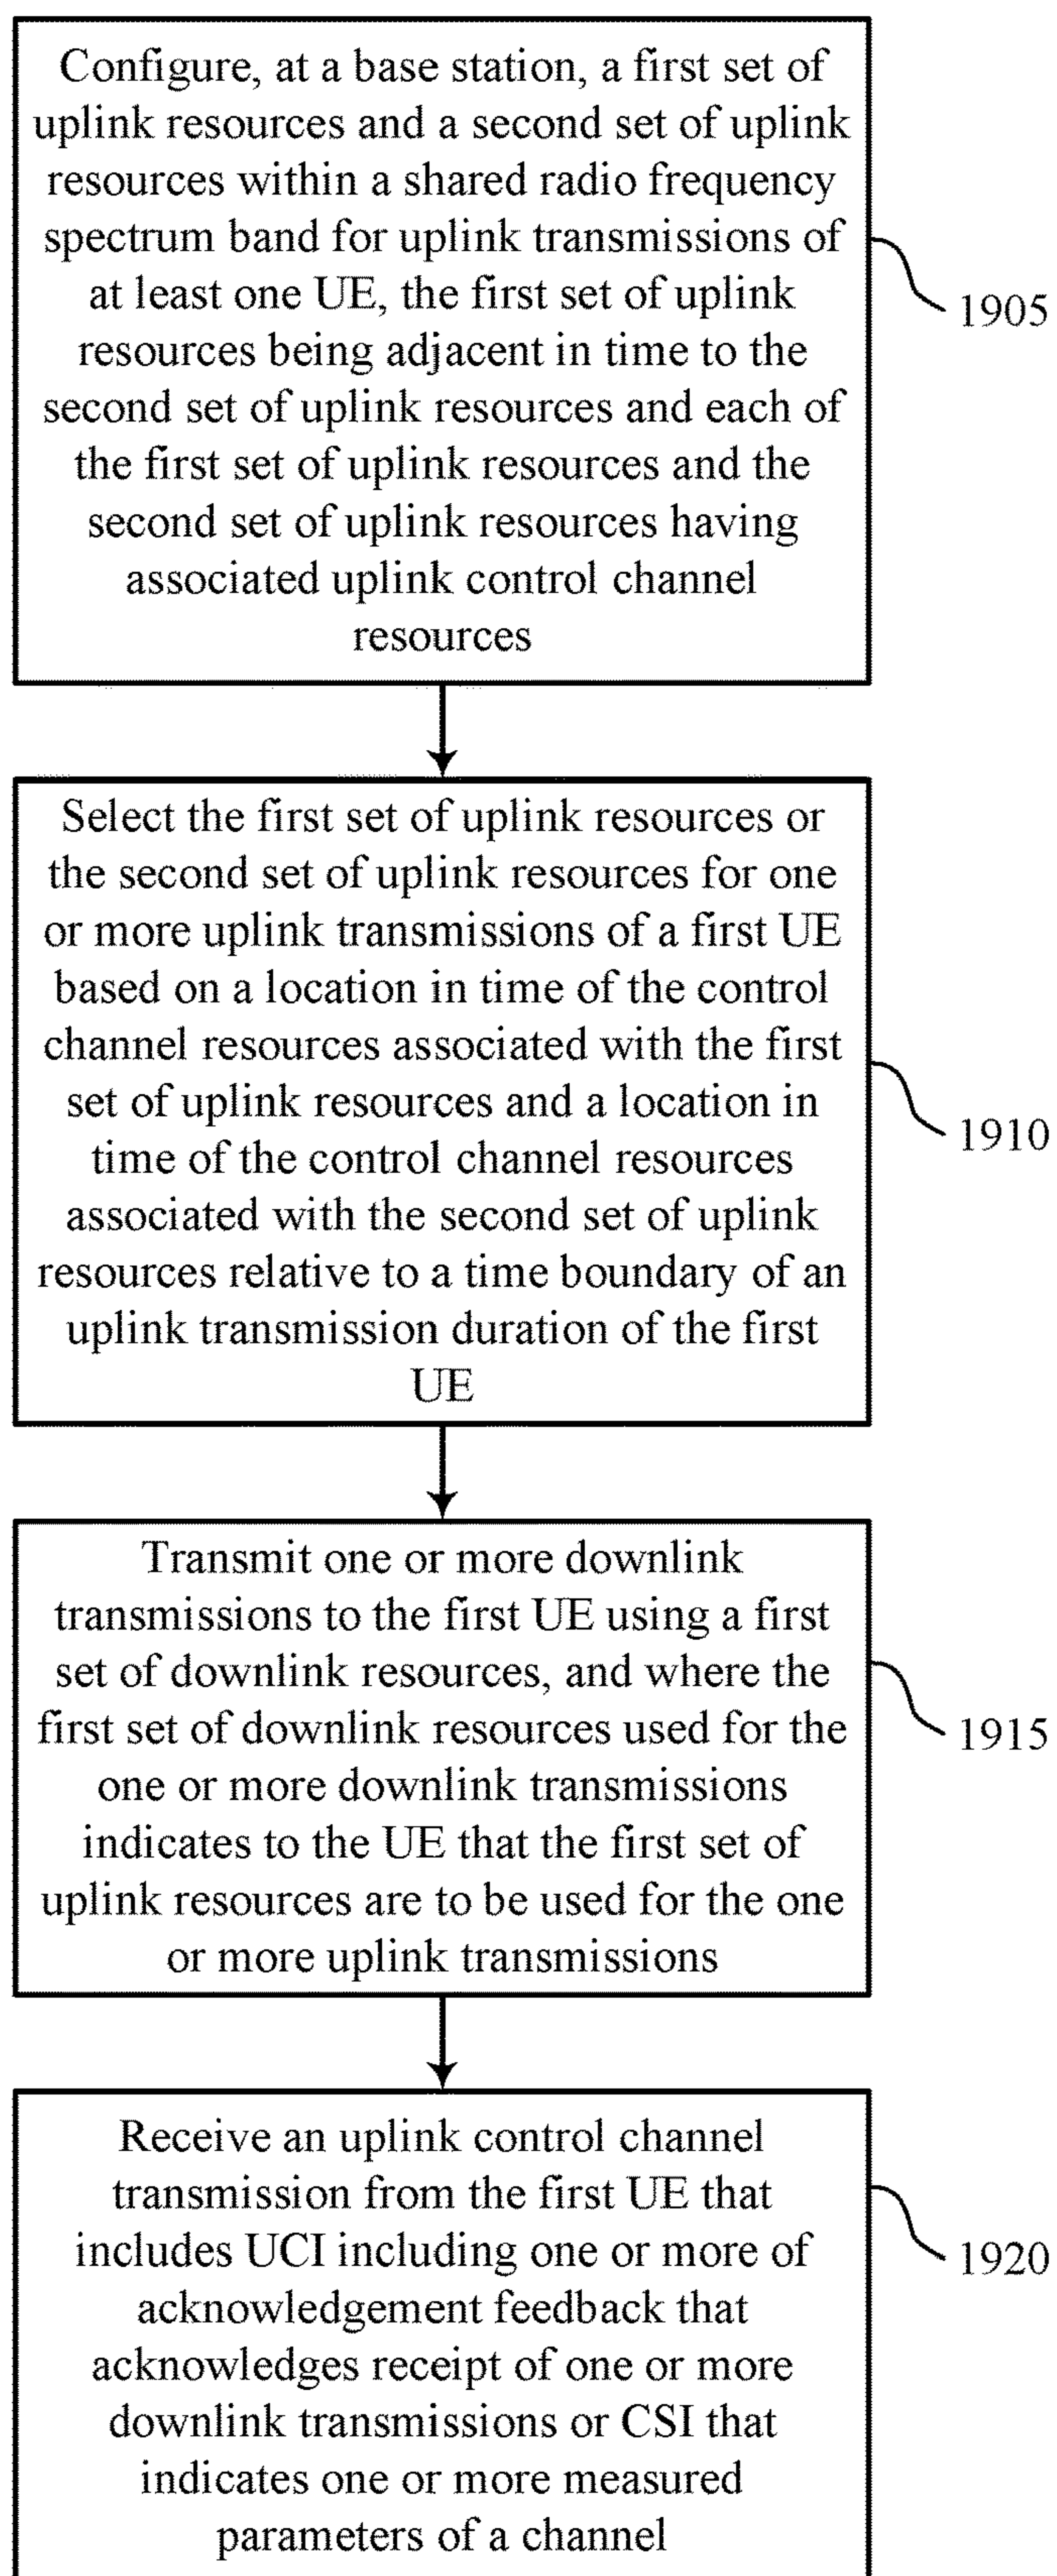 Configure, at a base station, a first set of
uplink resources and a second set of uplink
resources within a shared radio frequency
spectrum band for uplink transmissions of
at least one UE, the first set of uplink
resources being adjacent in time to the
second set of uplink resources and each of
the first set of uplink resources and the
second set of uplink resources having
associated uplink control channel
resources
1905
Select the first set of uplink resources or
the second set of uplink resources for one
or more uplink transmissions of a first UE
based on a location in time of the control
channel resources associated with the first
set of uplink resources and a location in
time of the control channel resources
associated with the second set of uplink
resources relative to a time boundary of an
uplink transmission duration of the first
UE
1910
Transmit one or more downlink
transmissions to the first UE using a first
set of downlink resources, and where the
first set of downlink resources used for the
one or more downlink transmissions
indicates to the UE that the first set of
uplink resources are to be used for the one
or more uplink transmissions
1915
Receive an uplink control channel
transmission from the first UE that
includes UCI including one or more of
acknowledgement feedback that
acknowledges receipt of one or more
downlink transmissions or CSI that
indicates one or more measured
parameters of a channel
1920